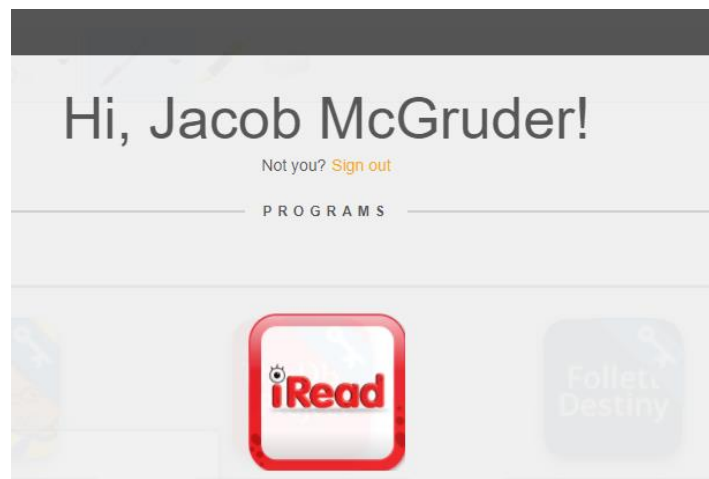 Hi, Jacob McGruder!
Not you? Sign out
PROGRAMS
iRead
Follett
Destiny